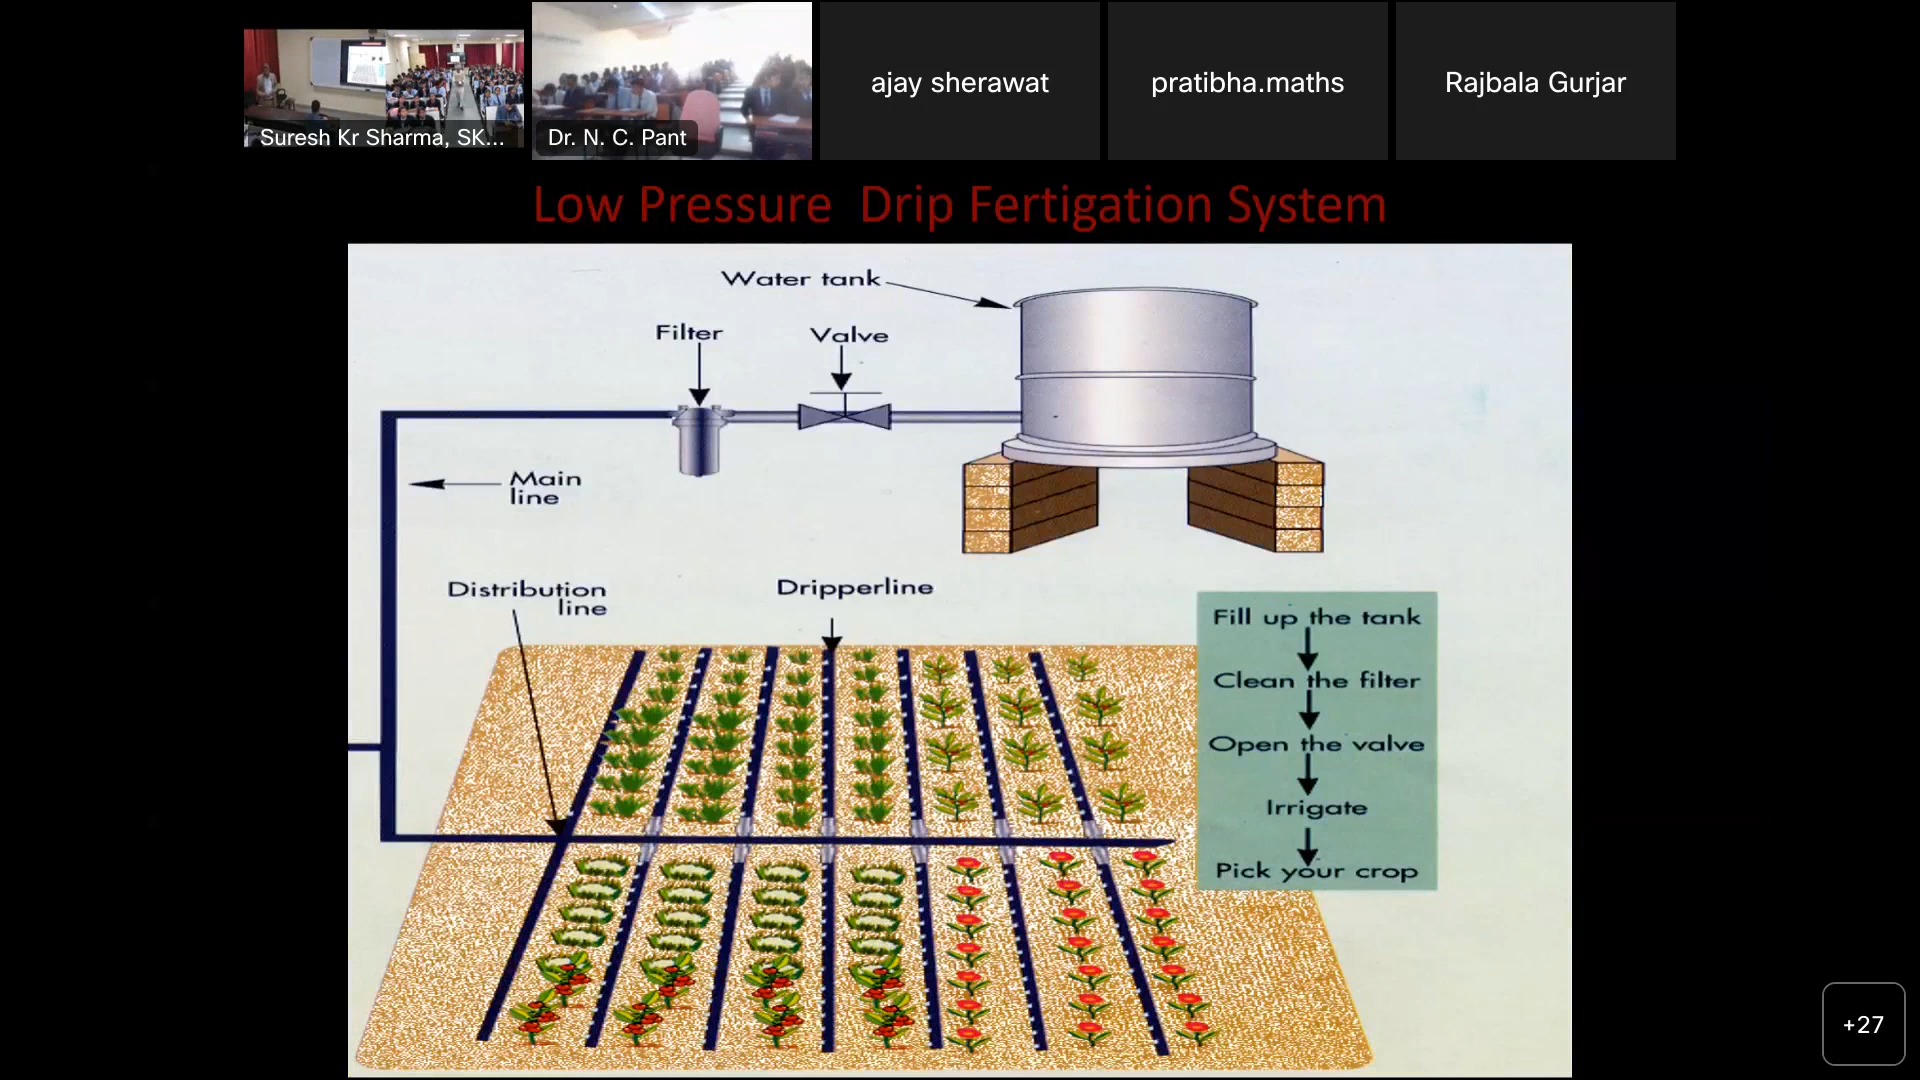 Suresh Kr Sharma, SK...
Dr. N. C. Pant
ajay sherawat
pratibha.maths
Rajbala Gurjar
Low Pressure Drip Fertigation System
Water tank
Filter
Valve
Main
line
Distribution
line
Dripperline
Fill up the tank
Clean the filter
Open the valve
Irrigate
Pick your crop
+27